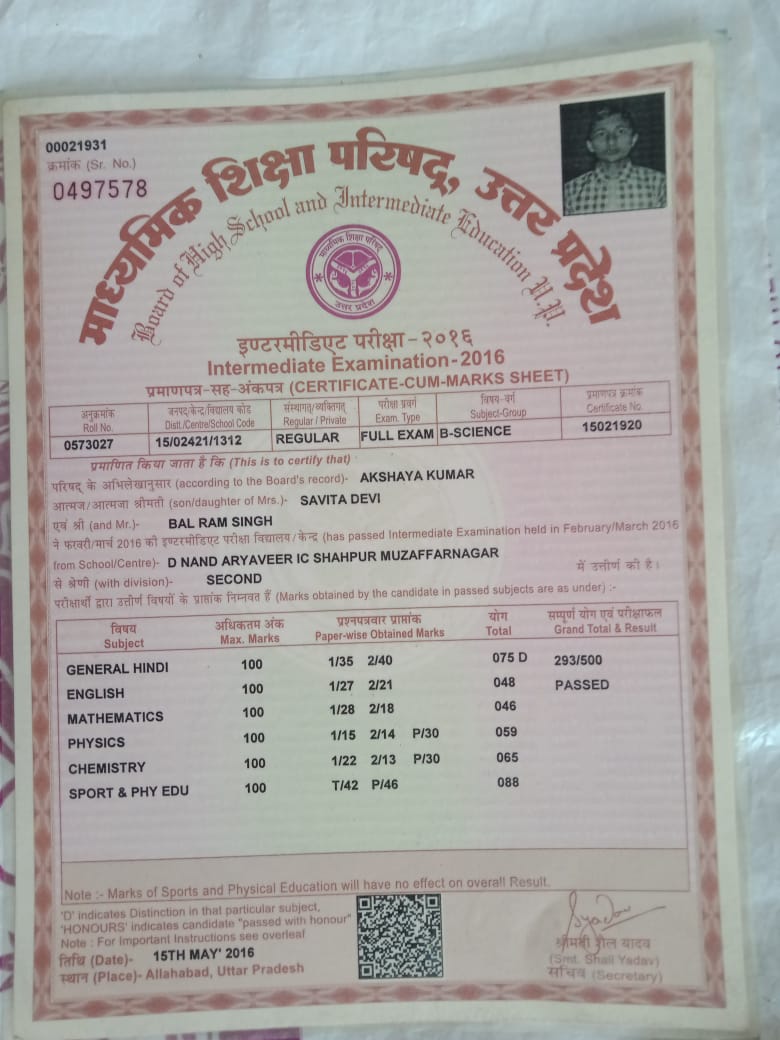 00021931
क्रमांक (Sr. No.)
0497578
माध्यमिक शिक्षा परिषद्, उत्तर प्रदेश
Board of High School and Intermediate Education U.P.
माध्यमिक शिक्षा परिषद्
उत्तर प्रदेश
इण्टरमीडिएट परीक्षा-२०१६
Intermediate Examination-2016
प्रमाणपत्र-सह-अंकपत्र (CERTIFICATE-CUM-MARKS SHEET)
अनुक्रमांक जनपद/केन्द्र/विद्यालय कोड संस्थागत/व्यक्तिगत परीक्षा प्रवर्ग विषय-वर्ग प्रमाणपत्र क्रमांक
Roll No. Distt./Centre/School Code Regular / Private Exam. Type Subject-Group Certificate No.
0573027 15/02421/1312 REGULAR FULL EXAM B-SCIENCE 15021920
प्रमाणित किया जाता है कि (This is to certify that)
परिषद् के अभिलेखानुसार (according to the Board's record)- AKSHAYA KUMAR
आत्मज/आत्मजा श्रीमती (son/daughter of Mrs.)- SAVITA DEVI
एवं श्री (and Mr.)- BAL RAM SINGH
ने फरवरी/मार्च 2016 की इण्टरमीडिएट परीक्षा विद्यालय/केन्द्र (has passed Intermediate Examination held in February/March 2016
from School/Centre)- D NAND ARYAVEER IC SHAHPUR MUZAFFARNAGAR में उत्तीर्ण की है।
से श्रेणी (with division)- SECOND
परीक्षार्थी द्वारा उत्तीर्ण विषयों के प्राप्तांक निम्नवत हैं (Marks obtained by the candidate in passed subjects are as under) :-
विषय अधिकतम अंक प्रश्नपत्रवार प्राप्तांक योग सम्पूर्ण योग एवं परीक्षाफल
Subject Max. Marks Paper-wise Obtained Marks Total Grand Total & Result
GENERAL HINDI 100 1/35 2/40 075 D 293/500
ENGLISH 100 1/27 2/21 048 PASSED
MATHEMATICS 100 1/28 2/18 046
PHYSICS 100 1/15 2/14 P/30 059
CHEMISTRY 100 1/22 2/13 P/30 065
SPORT & PHY EDU 100 T/42 P/46 088
Note :- Marks of Sports and Physical Education will have no effect on overall Result.
'D' indicates Distinction in that particular subject,
'HONOURS' indicates candidate "passed with honour"
Note : For Important Instructions see overleaf
तिथि (Date)- 15TH MAY' 2016
स्थान (Place)- Allahabad, Uttar Pradesh
Syadav
श्रीमती शैल यादव
(Smt. Shail Yadav)
सचिव (Secretary)